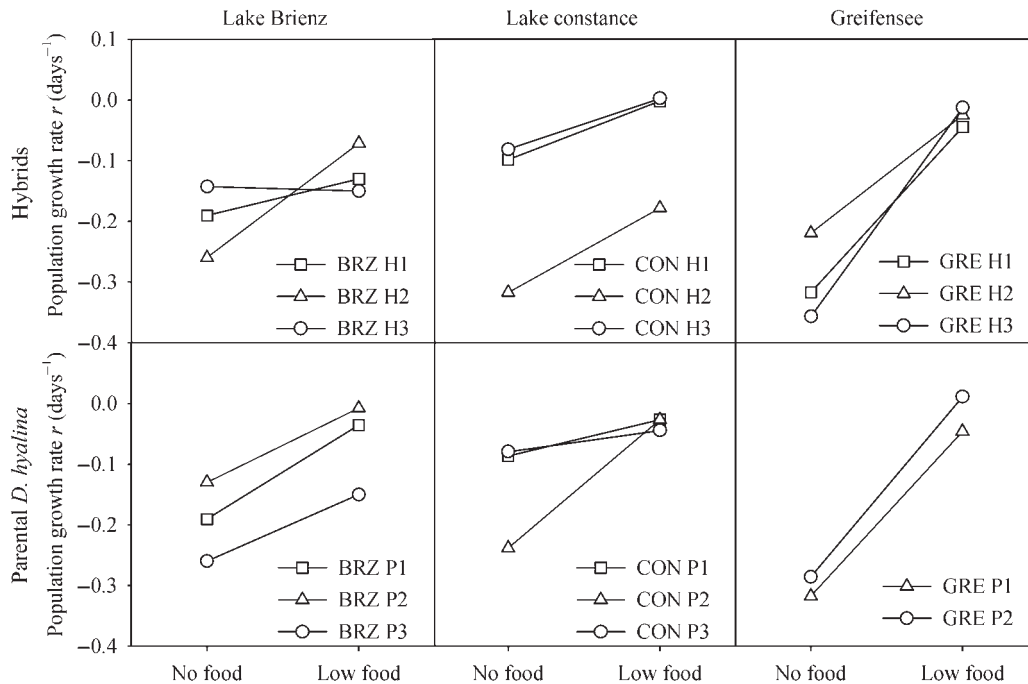 Lake Brienz
Lake constance
Greifensee
Hybrids
Population growth rate r (days⁻¹)
0.1
0.0
−0.1
−0.2
−0.3
−0.4
BRZ H1
BRZ H2
BRZ H3
CON H1
CON H2
CON H3
GRE H1
GRE H2
GRE H3
Parental D. hyalina
Population growth rate r (days⁻¹)
0.0
−0.1
−0.2
−0.3
−0.4
BRZ P1
BRZ P2
BRZ P3
CON P1
CON P2
CON P3
GRE P1
GRE P2
No food
Low food
No food
Low food
No food
Low food